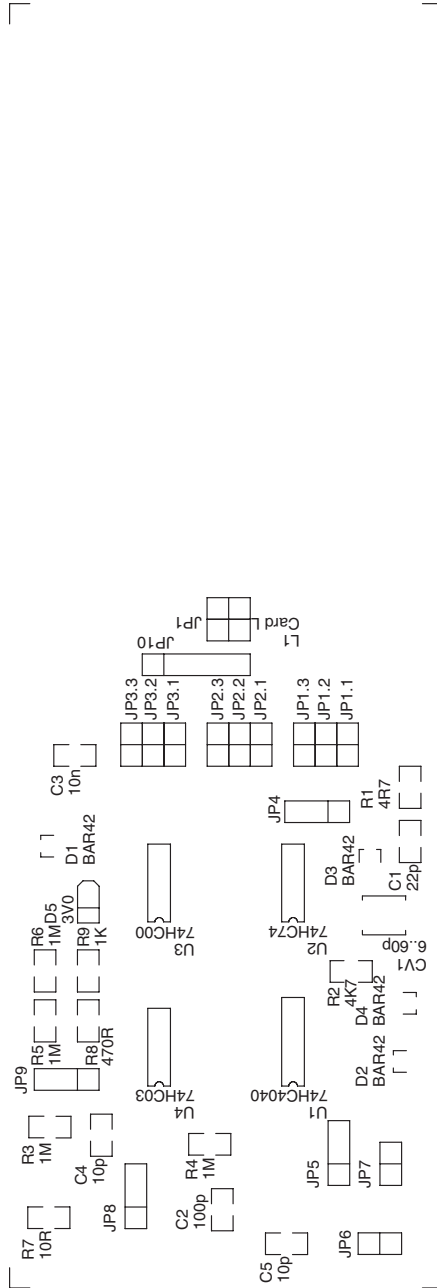 JP1
Card L
L1
JP10
JP3.3
JP3.2
JP3.1
JP2.3
JP2.2
JP2.1
JP1.3
JP1.2
JP1.1
C3
10n
JP4
R1
4R7
D1
BAR42
D3
BAR42
C1
22p
D5
3V0
U3
74HC00
U2
74HC74
R6
1M
R9
1K
CV1
6..60p
R2
4K7
R5
1M
R8
470R
D4
BAR42
JP9
U4
74HC03
U1
74HC4040
D2
BAR42
R3
1M
C4
10p
R4
1M
JP5
JP7
JP8
R7
10R
C2
100p
C5
10p
JP6